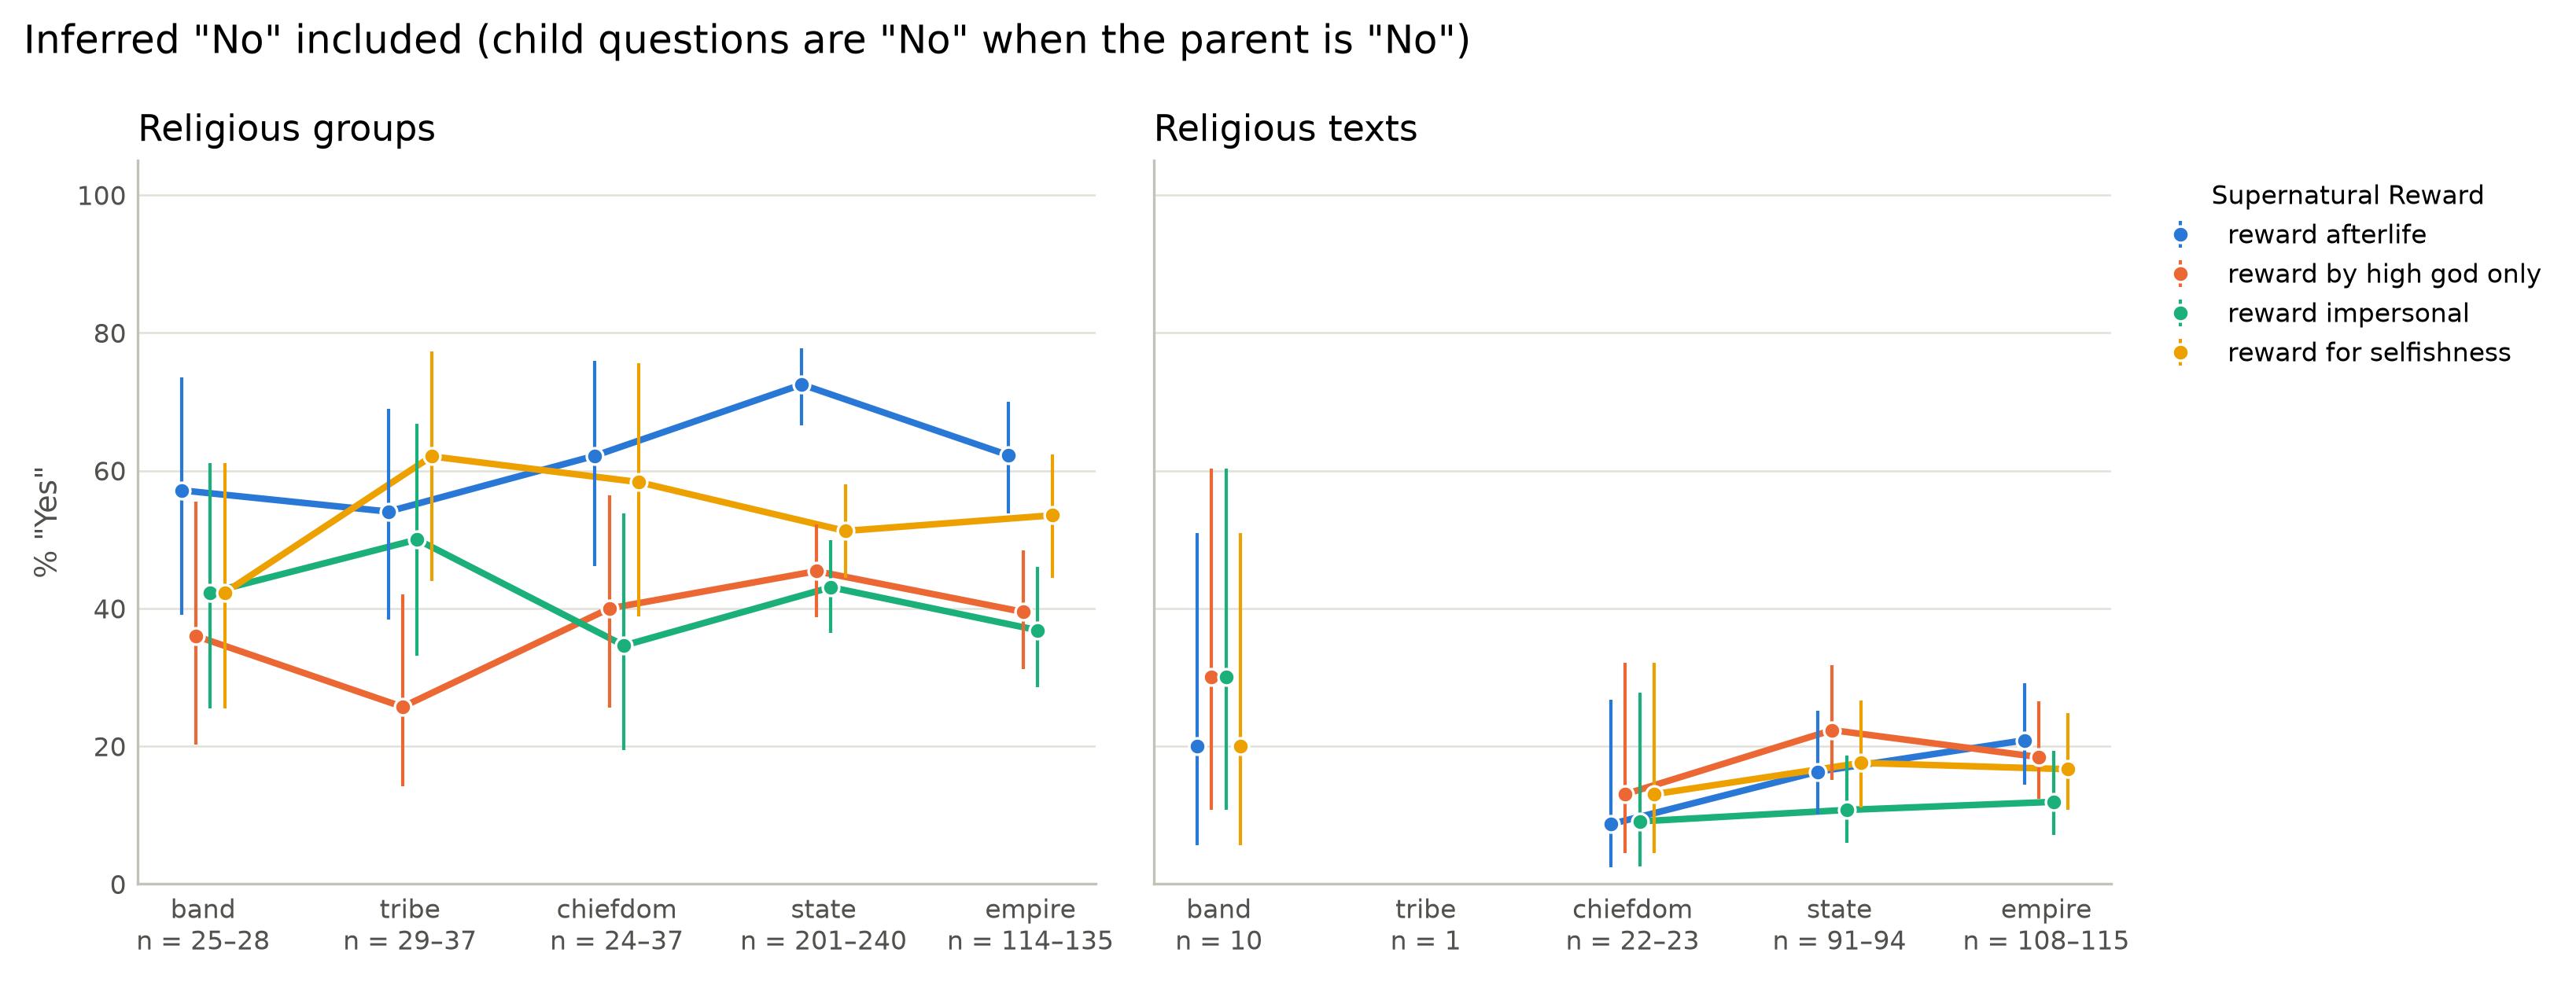 Inferred "No" included (child questions are "No" when the parent is "No")
Religious groups
Religious texts
% "Yes"
100
80
60
40
20
0
band
n = 25–28
tribe
n = 29–37
chiefdom
n = 24–37
state
n = 201–240
empire
n = 114–135
band
n = 10
tribe
n = 1
chiefdom
n = 22–23
state
n = 91–94
empire
n = 108–115
Supernatural Reward
reward afterlife
reward by high god only
reward impersonal
reward for selfishness